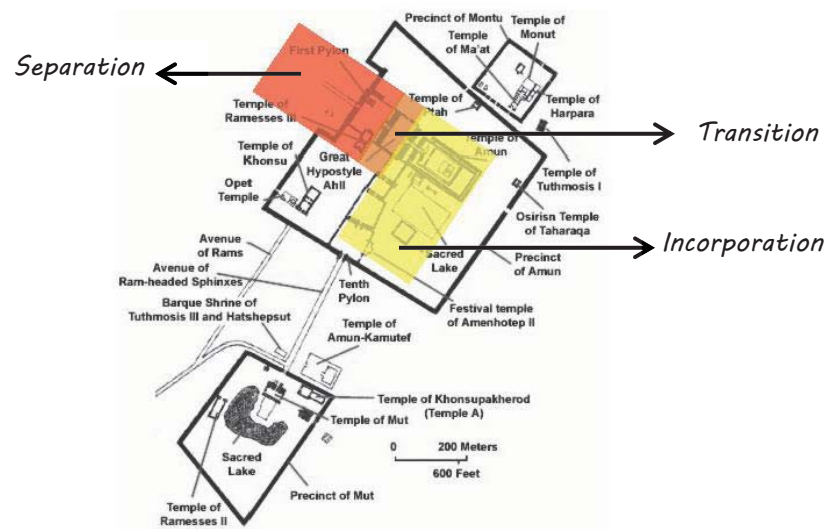 Separation
Transition
Incorporation
Precinct of Montu
Temple of
Monut
Temple
of Ma'at
First Pylon
Temple of
Harpara
Temple of
Ramesses III
Temple of
Ptah
Temple of
Amun
Temple of
Khonsu
Great
Hypostyle
Ahll
Temple of
Tuthmosis I
Opet
Temple
Osirisn Temple
of Taharaqa
Avenue
of Rams
Sacred
Lake
Precinct
of Amun
Avenue of
Ram-headed Sphinxes
Tenth
Pylon
Festival temple
of Amenhotep II
Barque Shrine of
Tuthmosis III and Hatshepsut
Temple of
Amun-Kamutef
Temple of Khonsupakherod
(Temple A)
Temple of Mut
0 200 Meters
600 Feet
Sacred
Lake
Precinct of Mut
Temple of
Ramesses II